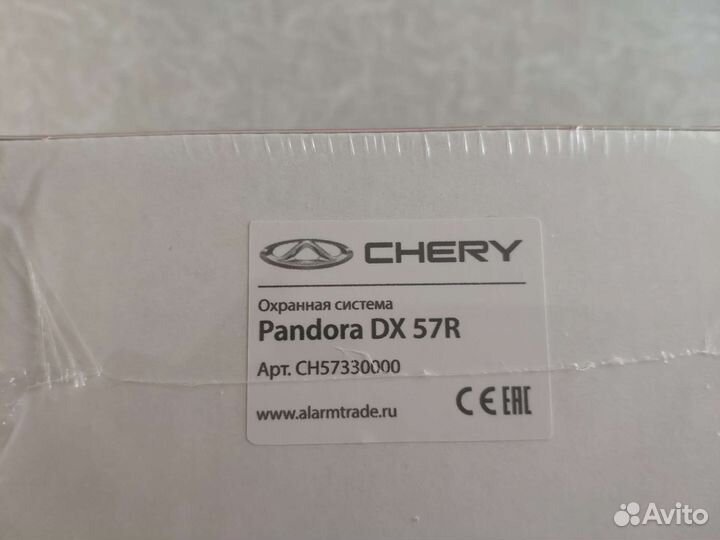 CHERY
Охранная система
Pandora DX 57R
Арт. CH57330000
www.alarmtrade.ru
CE EAC
Avito